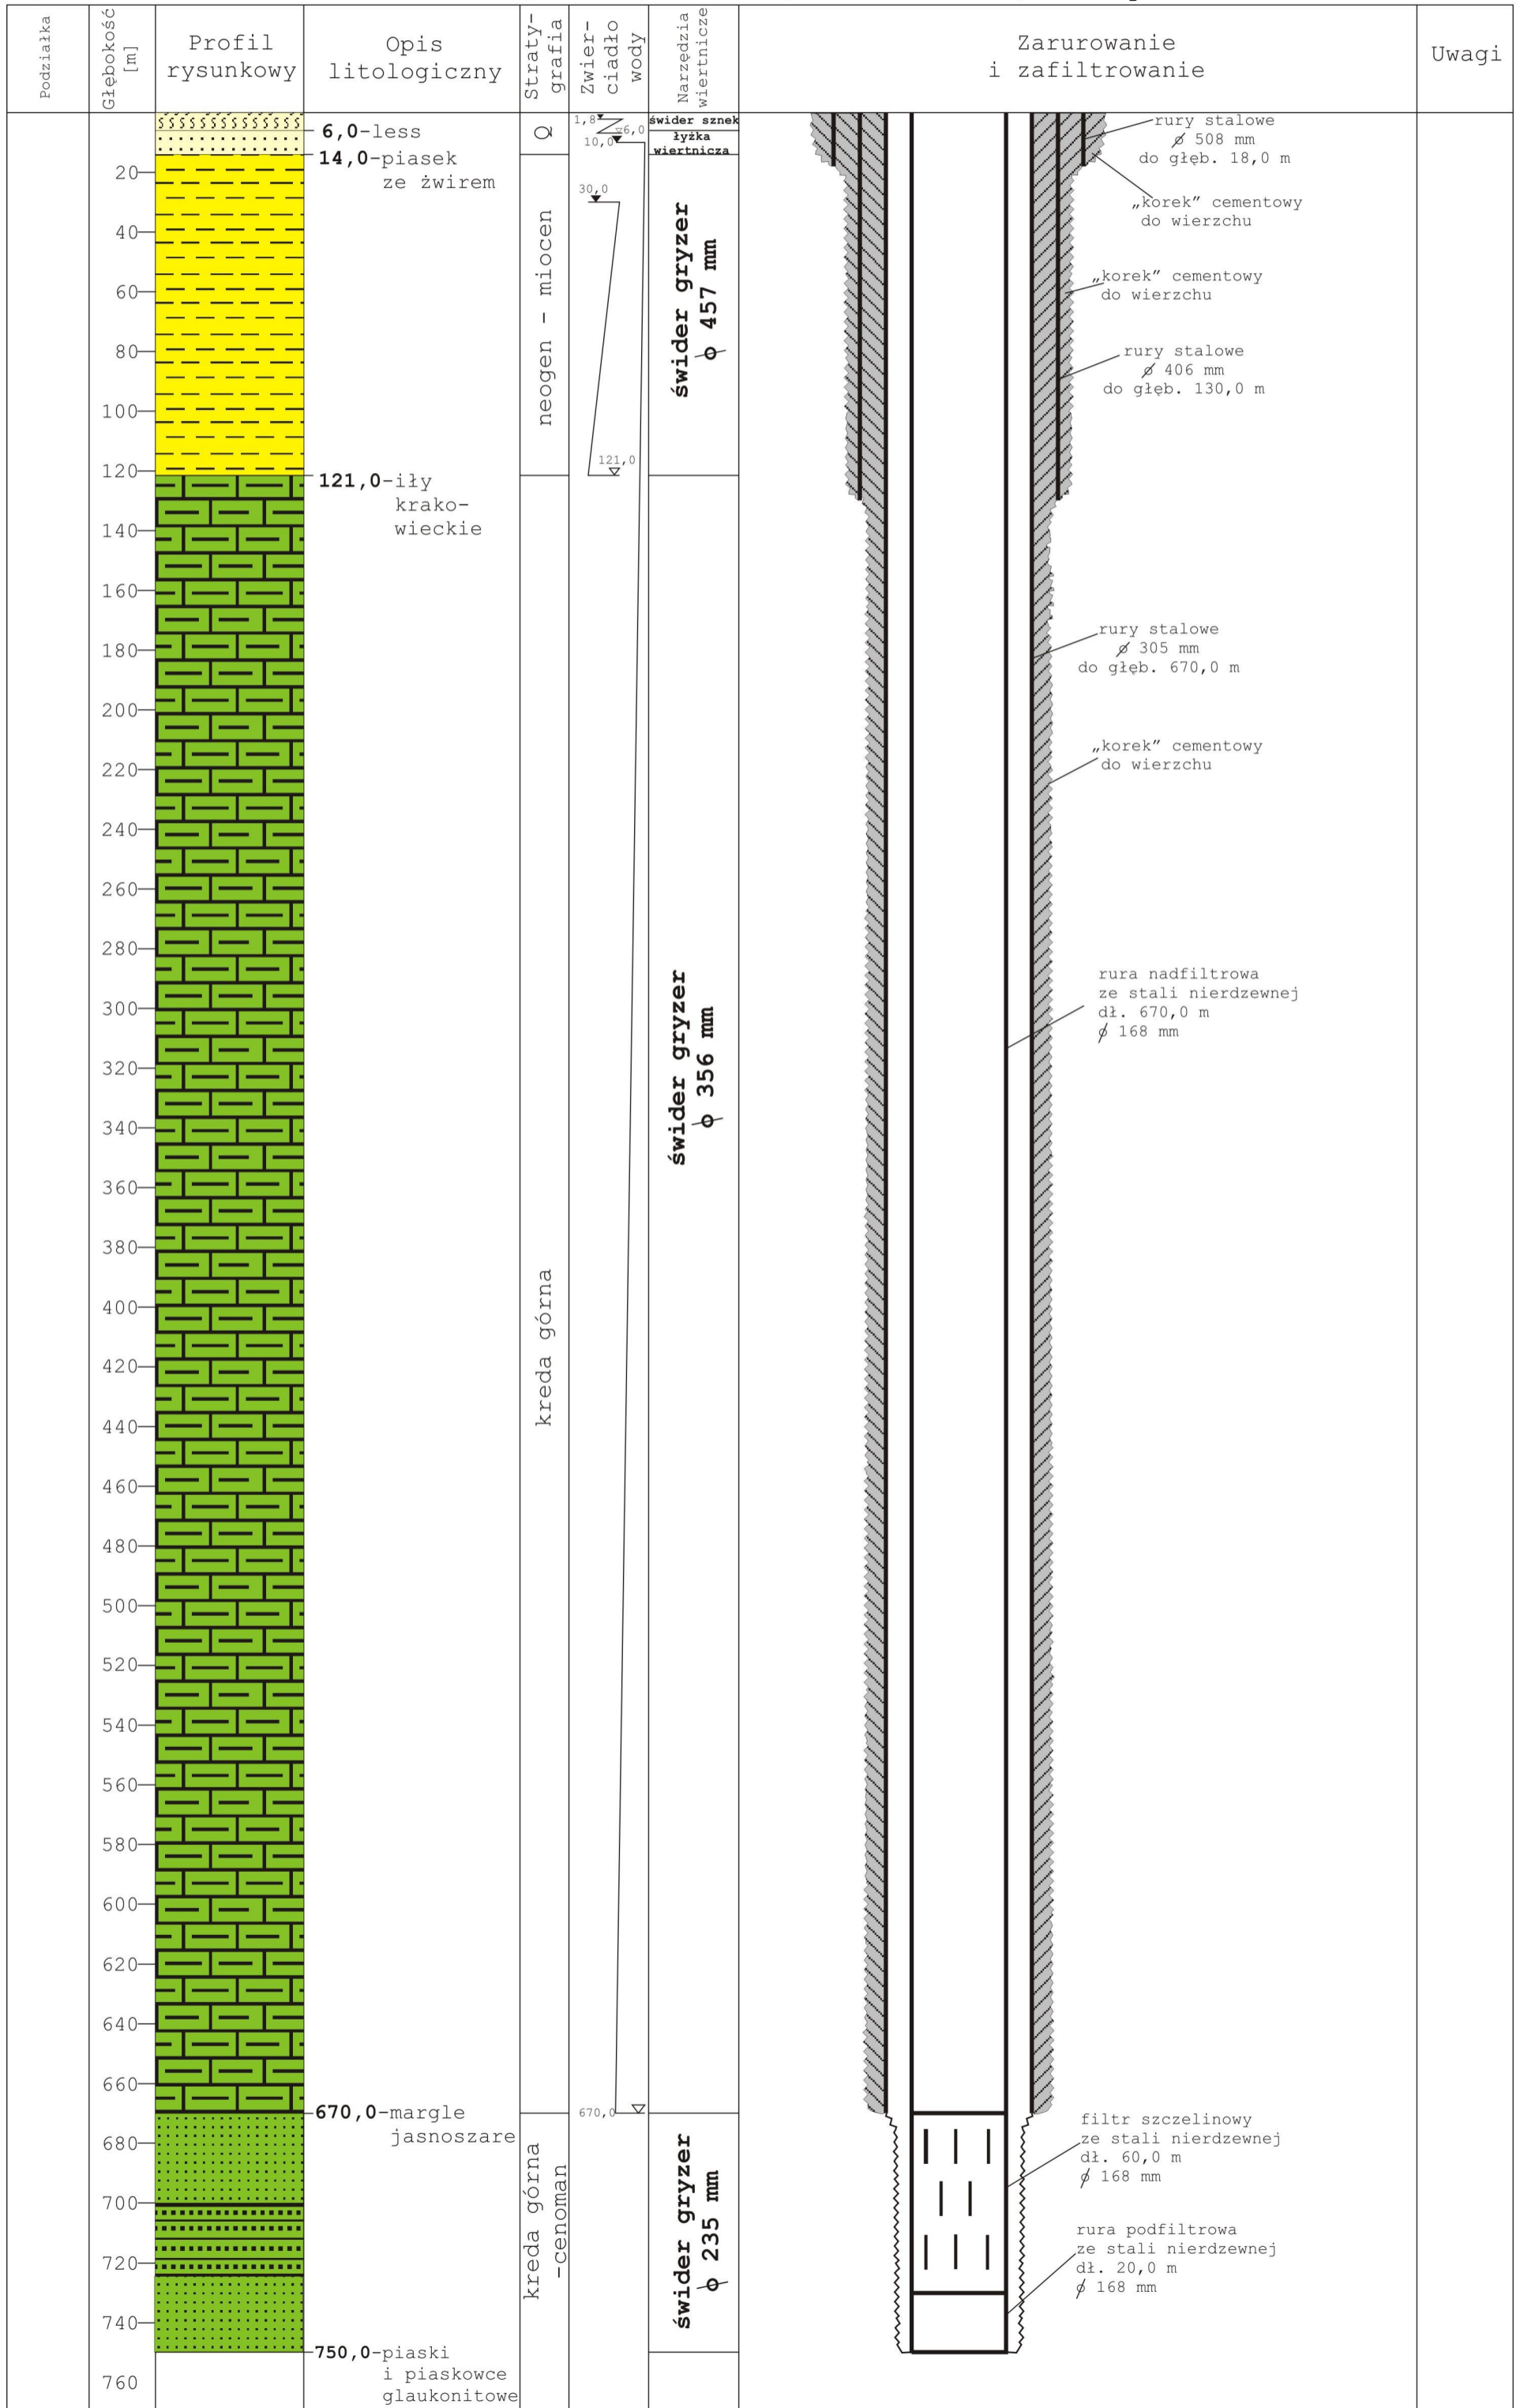 Podziałka
Głębokość
[m]
Profil
rysunkowy
Opis
litologiczny
Straty-
grafia
Zwier-
ciadło
wody
Narzędzia
wiertnicze
Zarurowanie
i zafiltrowanie
Uwagi
20
40
60
80
100
120
140
160
180
200
220
240
260
280
300
320
340
360
380
400
420
440
460
480
500
520
540
560
580
600
620
640
660
680
700
720
740
760
6,0-less
14,0-piasek
ze żwirem
121,0-iły
krako-
wieckie
670,0-margle
jasnoszare
750,0-piaski
i piaskowce
glaukonitowe
Q
neogen - miocen
kreda górna
kreda górna
-cenoman
1,8
6,0
10,0
30,0
121,0
670,0
świder sznek
łyżka
wiertnicza
świder gryzer
ϕ 457 mm
świder gryzer
ϕ 356 mm
świder gryzer
ϕ 235 mm
rury stalowe
ϕ 508 mm
do głęb. 18,0 m
„korek” cementowy
do wierzchu
„korek” cementowy
do wierzchu
rury stalowe
ϕ 406 mm
do głęb. 130,0 m
rury stalowe
ϕ 305 mm
do głęb. 670,0 m
„korek” cementowy
do wierzchu
rura nadfiltrowa
ze stali nierdzewnej
dł. 670,0 m
ϕ 168 mm
filtr szczelinowy
ze stali nierdzewnej
dł. 60,0 m
ϕ 168 mm
rura podfiltrowa
ze stali nierdzewnej
dł. 20,0 m
ϕ 168 mm